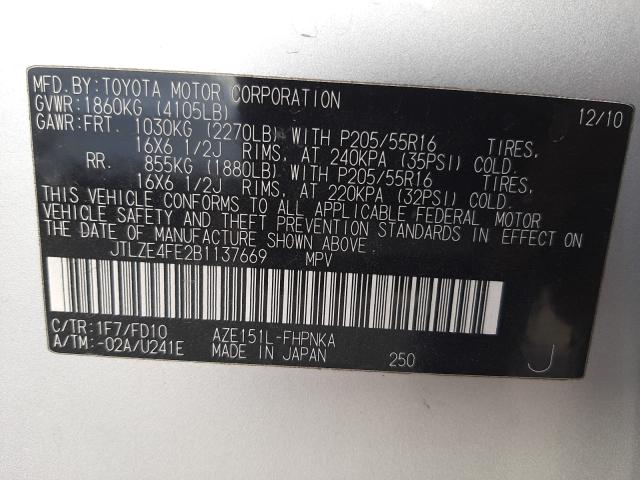 MFD.BY:TOYOTA MOTOR CORPORATION 12/10
GVWR:1860KG (4105LB)
GAWR:FRT. 1030KG (2270LB) WITH P205/55R16 TIRES,
16X6 1/2J RIMS, AT 240KPA (35PSI) COLD.
RR. 855KG (1880LB) WITH P205/55R16 TIRES,
16X6 1/2J RIMS, AT 220KPA (32PSI) COLD.
THIS VEHICLE CONFORMS TO ALL APPLICABLE FEDERAL MOTOR
VEHICLE SAFETY AND THEFT PREVENTION STANDARDS IN EFFECT ON
THE DATE OF MANUFACTURE SHOWN ABOVE.
JTLZE4FE2B1137669 MPV
C/TR:1F7/FD10 AZE151L-FHPNKA
A/TM:-02A/U241E MADE IN JAPAN 250 J